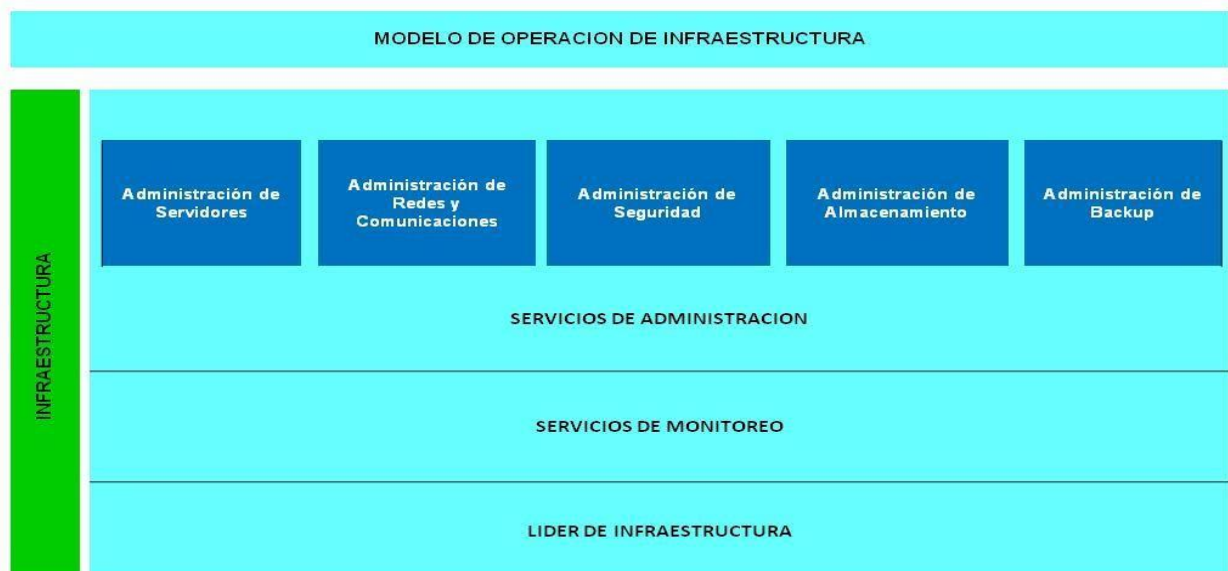 MODELO DE OPERACION DE INFRAESTRUCTURA
INFRAESTRUCTURA
Administración de
Servidores
Administración de
Redes y
Comunicaciones
Administración de
Seguridad
Administración de
Almacenamiento
Administración de
Backup
SERVICIOS DE ADMINISTRACION
SERVICIOS DE MONITOREO
LIDER DE INFRAESTRUCTURA